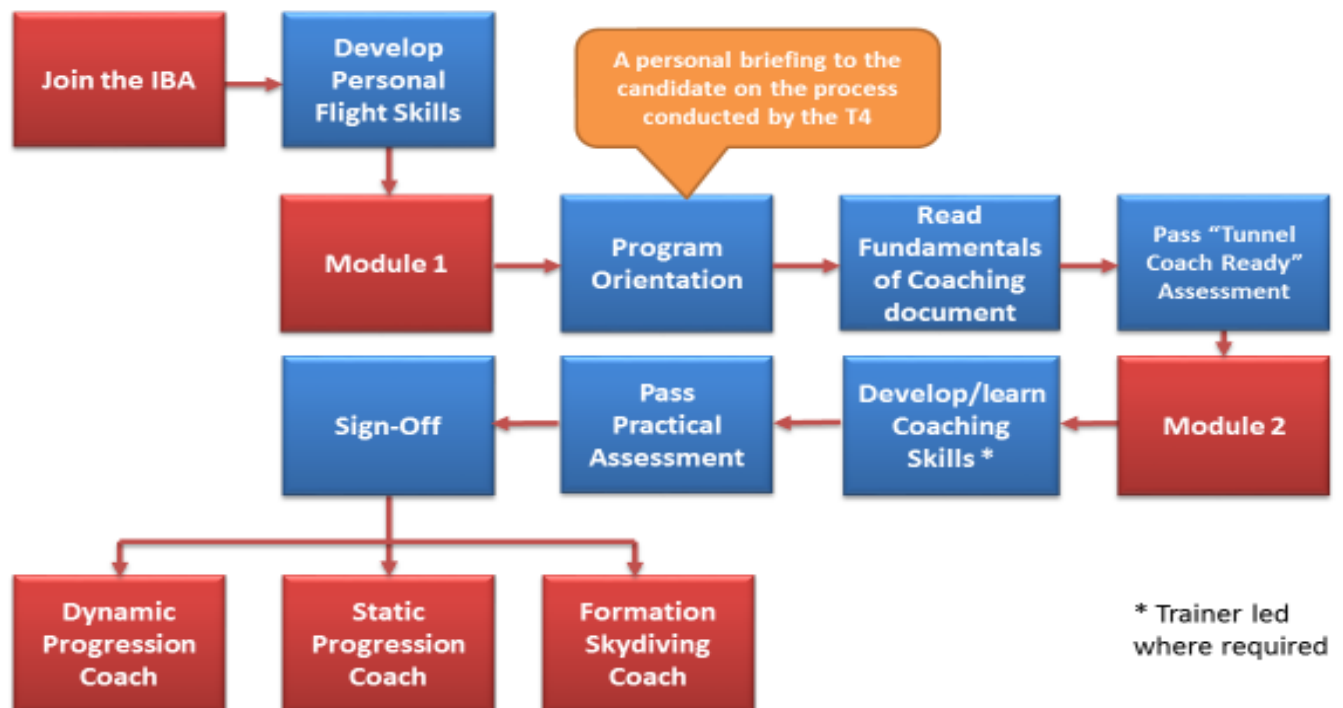 Join the IBA
Develop
Personal
Flight Skills
A personal briefing to the
candidate on the process
conducted by the T4
Module 1
Program
Orientation
Read
Fundamentals
of Coaching
document
Pass “Tunnel
Coach Ready”
Assessment
Module 2
Develop/learn
Coaching
Skills *
Pass
Practical
Assessment
Sign-Off
Dynamic
Progression
Coach
Static
Progression
Coach
Formation
Skydiving
Coach
* Trainer led
where required